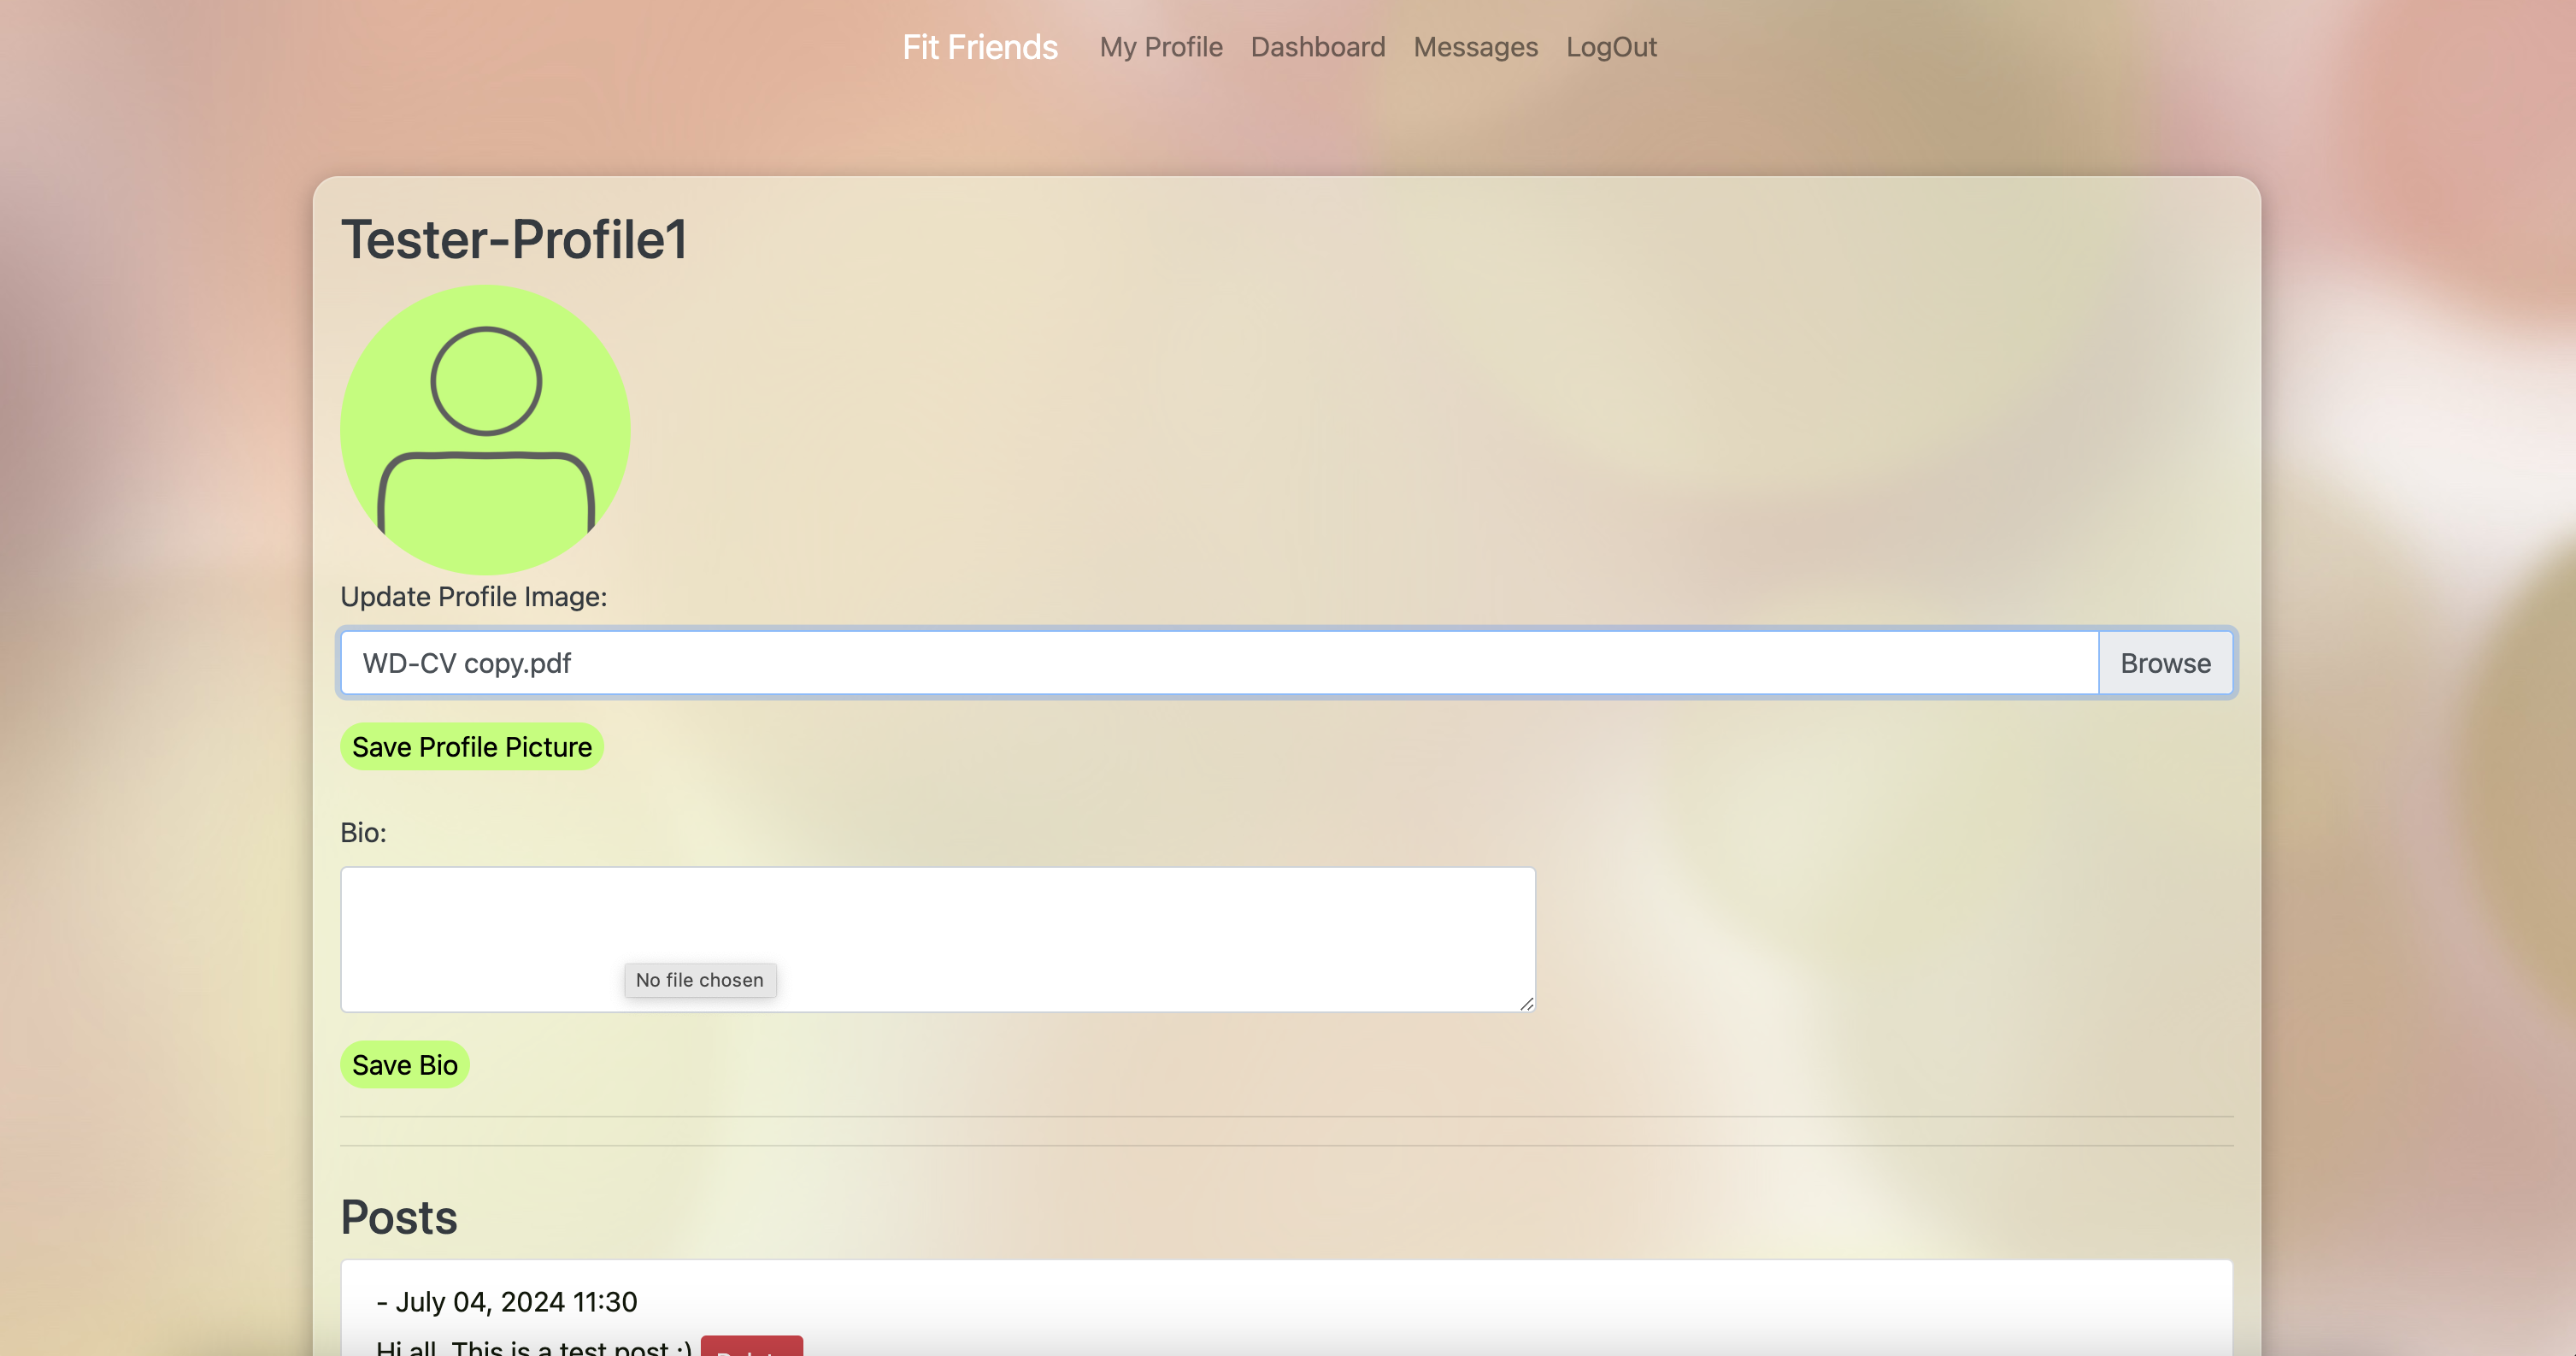 Fit Friends My Profile Dashboard Messages LogOut
Tester-Profile1
Update Profile Image:
WD-CV copy.pdf Browse
Save Profile Picture
Bio:
No file chosen
Save Bio
Posts
- July 04, 2024 11:30
Hi all. This is a test post :) Delete